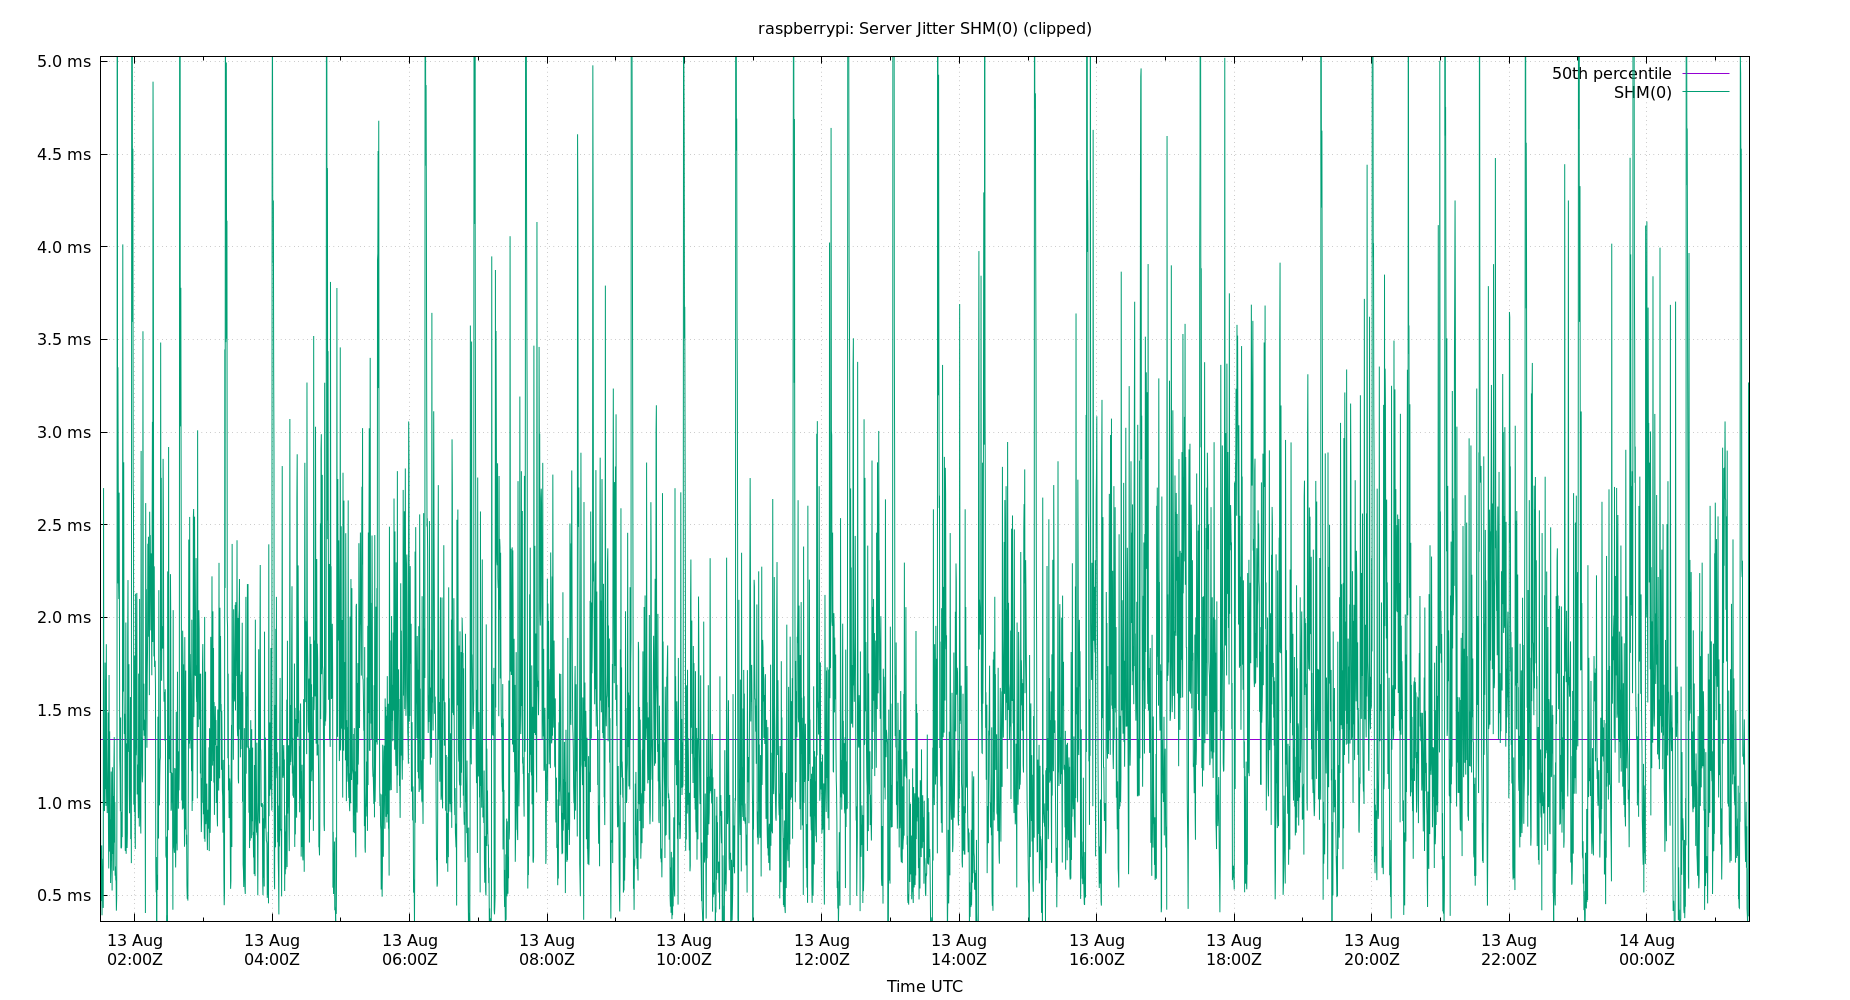 raspberrypi: Server Jitter SHM(0) (clipped)
5.0 ms
4.5 ms
4.0 ms
3.5 ms
3.0 ms
2.5 ms
2.0 ms
1.5 ms
1.0 ms
0.5 ms
50th percentile
SHM(0)
13 Aug 13 Aug 13 Aug 13 Aug 13 Aug 13 Aug 13 Aug 13 Aug 13 Aug 13 Aug 13 Aug 14 Aug
02:00Z 04:00Z 06:00Z 08:00Z 10:00Z 12:00Z 14:00Z 16:00Z 18:00Z 20:00Z 22:00Z 00:00Z
Time UTC